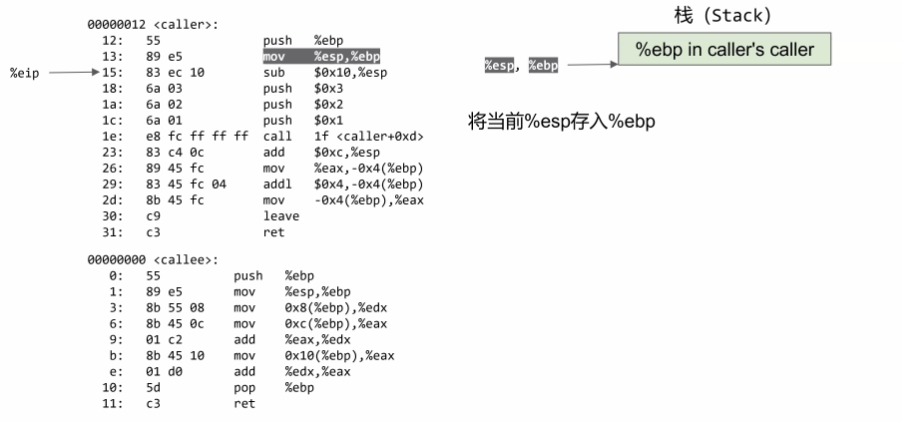 00000012 <caller>:
12: 55 push %ebp
13: 89 e5 mov %esp,%ebp
%eip 15: 83 ec 10 sub $0x10,%esp
18: 6a 03 push $0x3
1a: 6a 02 push $0x2
1c: 6a 01 push $0x1
1e: e8 fc ff ff ff call 1f <caller+0xd>
23: 83 c4 0c add $0xc,%esp
26: 89 45 fc mov %eax,-0x4(%ebp)
29: 83 45 fc 04 addl $0x4,-0x4(%ebp)
2d: 8b 45 fc mov -0x4(%ebp),%eax
30: c9 leave
31: c3 ret
00000000 <callee>:
0: 55 push %ebp
1: 89 e5 mov %esp,%ebp
3: 8b 55 08 mov 0x8(%ebp),%edx
6: 8b 45 0c mov 0xc(%ebp),%eax
9: 01 c2 add %eax,%edx
b: 8b 45 10 mov 0x10(%ebp),%eax
e: 01 d0 add %edx,%eax
10: 5d pop %ebp
11: c3 ret
栈 (Stack)
%ebp in caller's caller
%esp, %ebp
将当前%esp存入%ebp